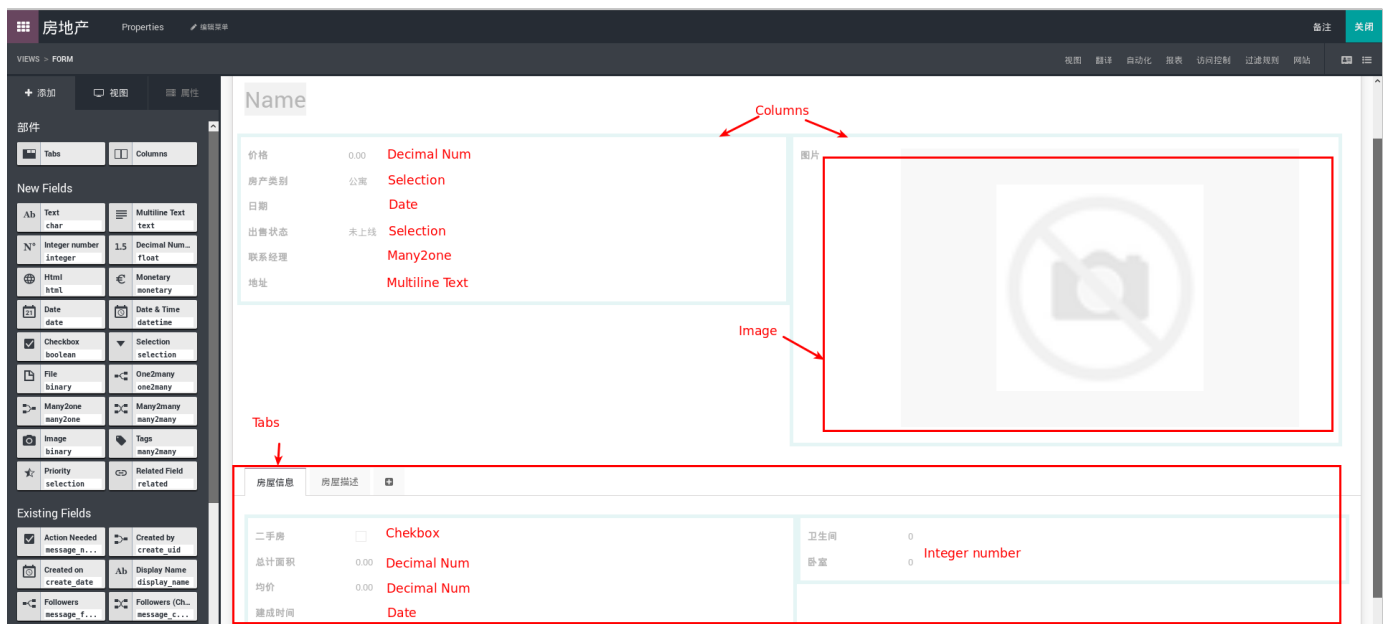 房地产 Properties 编辑菜单 备注 关闭
VIEWS > FORM 视图 翻译 自动化 报表 访问控制 过滤规则 网站
添加 视图 属性
部件
Tabs Columns
New Fields
Ab Text char Multiline Text text
N° Integer number integer 1.5 Decimal Num... float
Html html € Monetary monetary
21 Date date Date & Time datetime
Checkbox boolean Selection selection
File binary One2many one2many
Many2one many2one Many2many many2many
Image binary Tags many2many
Priority selection Related Field related
Existing Fields
Action Needed message_n... Created by create_uid
Created on create_date Ab Display Name display_name
Followers message_f... Followers (Ch... message_c...
Name
Columns
价格 0.00 Decimal Num
房产类别 公寓 Selection
日期 Date
出售状态 未上线 Selection
联系经理 Many2one
地址 Multiline Text
图片
Image
Tabs
房屋信息 房屋描述
二手房 Chekbox
总计面积 0.00 Decimal Num
均价 0.00 Decimal Num
建成时间 Date
卫生间 0
Integer number
卧室 0